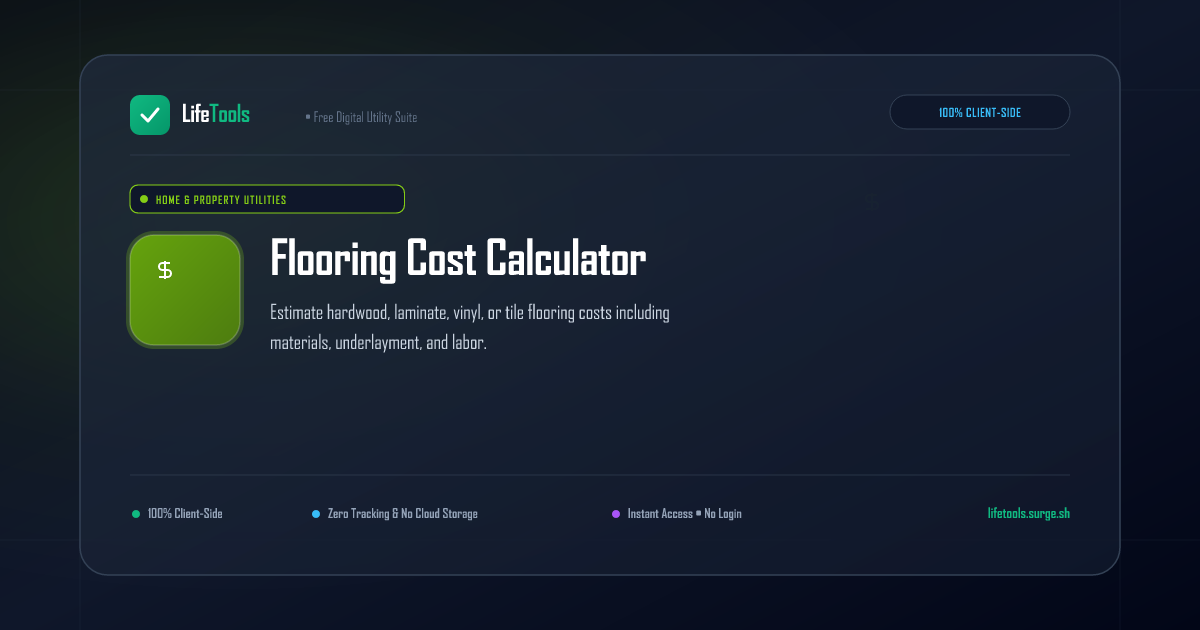 LifeTools
• Free Digital Utility Suite
100% CLIENT-SIDE
HOME & PROPERTY UTILITIES
$
Flooring Cost Calculator
Estimate hardwood, laminate, vinyl, or tile flooring costs including
materials, underlayment, and labor.
100% Client-Side
Zero Tracking & No Cloud Storage
Instant Access • No Login
lifetools.surge.sh